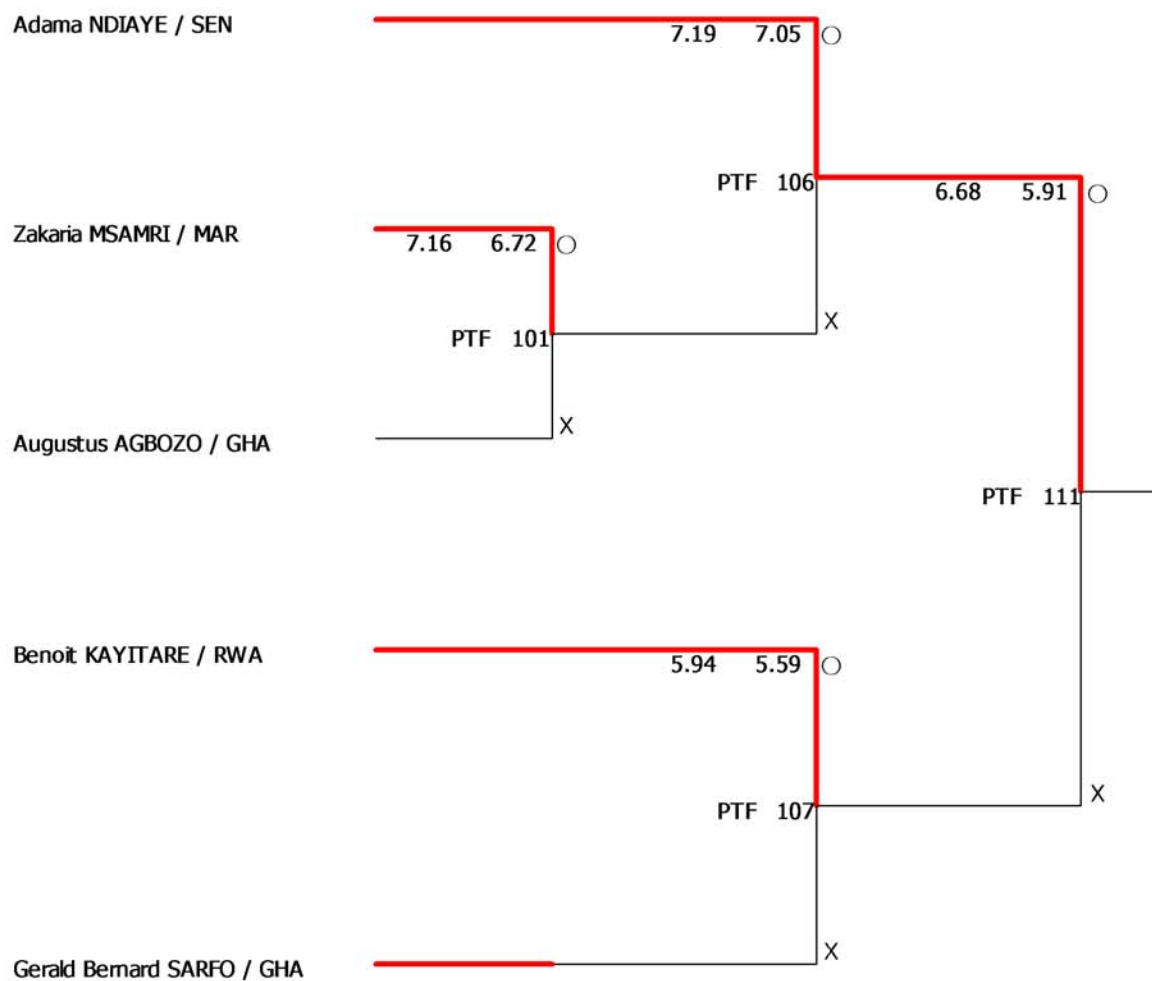 Adama NDIAYE / SEN
7.19 7.05 ○
PTF 106
6.68 5.91 ○
Zakaria MSAMRI / MAR
7.16 6.72 ○
X
PTF 101
X
Augustus AGBOZO / GHA
PTF 111
Benoit KAYITARE / RWA
5.94 5.59 ○
X
PTF 107
X
Gerald Bernard SARFO / GHA